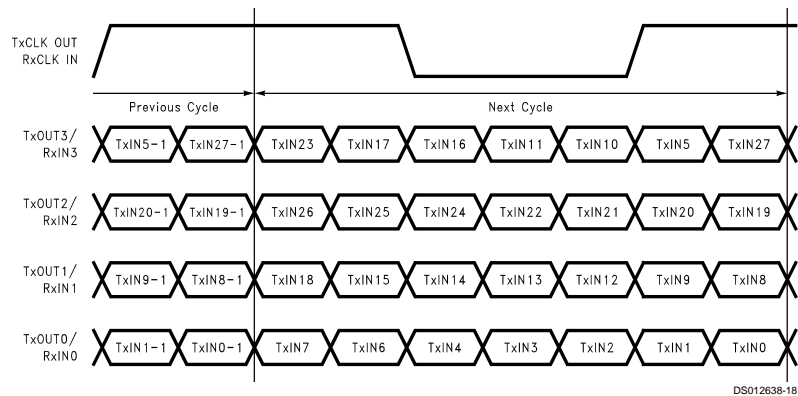 TxCLK OUT
RxCLK IN
Previous Cycle Next Cycle
TxOUT3/
RxIN3
TxIN5-1 TxIN27-1 TxIN23 TxIN17 TxIN16 TxIN11 TxIN10 TxIN5 TxIN27
TxOUT2/
RxIN2
TxIN20-1 TxIN19-1 TxIN26 TxIN25 TxIN24 TxIN22 TxIN21 TxIN20 TxIN19
TxOUT1/
RxIN1
TxIN9-1 TxIN8-1 TxIN18 TxIN15 TxIN14 TxIN13 TxIN12 TxIN9 TxIN8
TxOUT0/
RxIN0
TxIN1-1 TxIN0-1 TxIN7 TxIN6 TxIN4 TxIN3 TxIN2 TxIN1 TxIN0
DS012638-18